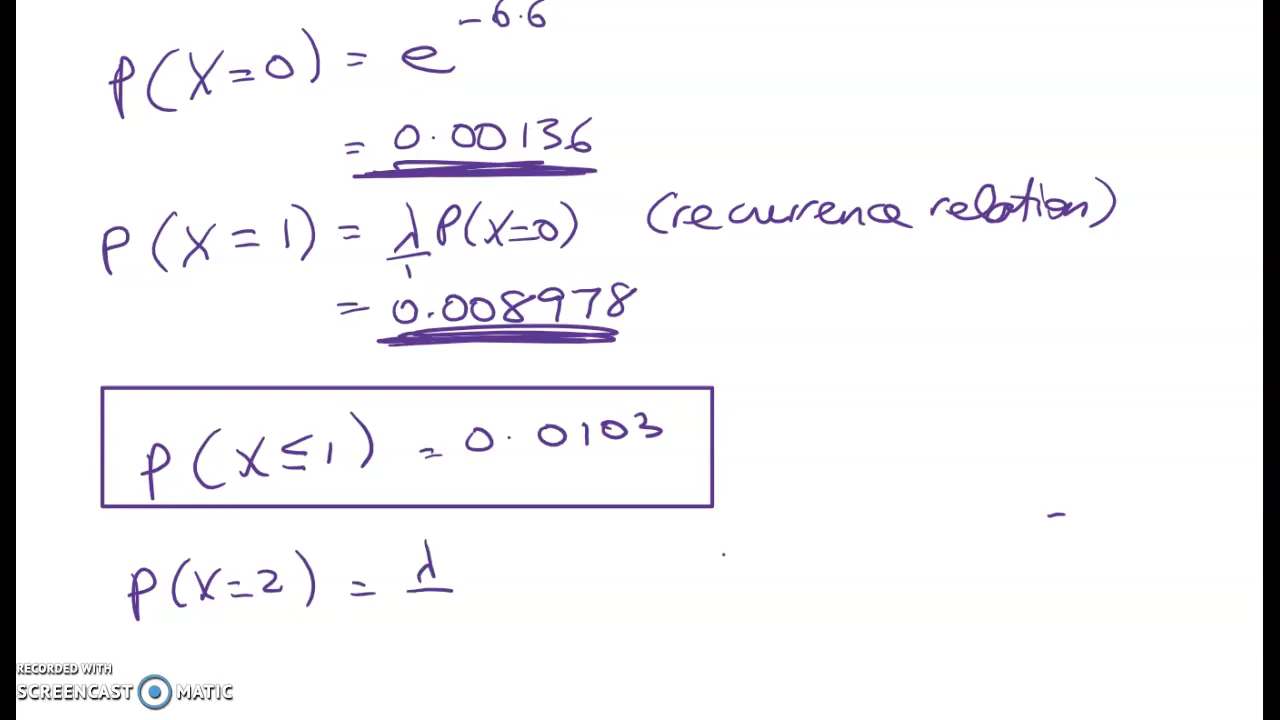 P(X=0) = e^-6.6
= 0.00136
P(X=1) = λ/1 P(X=0) (recurrence relation)
= 0.008978
P(X≤1) = 0.0103
P(X=2) = λ
RECORDED WITH
SCREENCAST MATIC